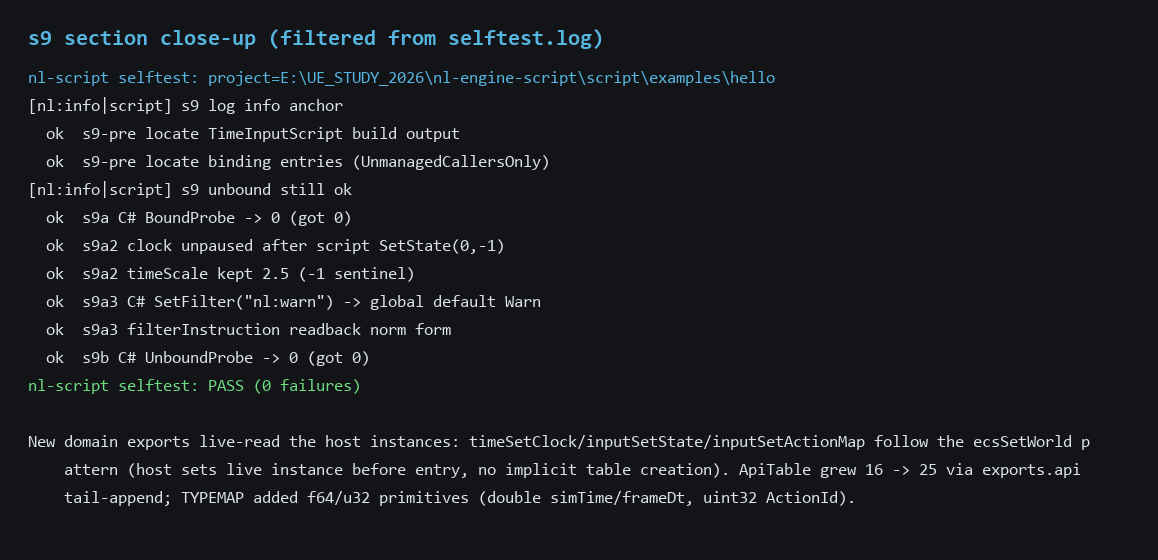 s9 section close-up (filtered from selftest.log)
nl-script selftest: project=E:\UE_STUDY_2026\nl-engine-script\script\examples\hello
[nl:info|script] s9 log info anchor
ok  s9-pre locate TimeInputScript build output
ok  s9-pre locate binding entries (UnmanagedCallersOnly)
[nl:info|script] s9 unbound still ok
ok  s9a C# BoundProbe -> 0 (got 0)
ok  s9a2 clock unpaused after script SetState(0,-1)
ok  s9a2 timeScale kept 2.5 (-1 sentinel)
ok  s9a3 C# SetFilter("nl:warn") -> global default Warn
ok  s9a3 filterInstruction readback norm form
ok  s9b C# UnboundProbe -> 0 (got 0)
nl-script selftest: PASS (0 failures)
New domain exports live-read the host instances: timeSetClock/inputSetState/inputSetActionMap follow the ecsSetWorld p
attern (host sets live instance before entry, no implicit table creation). ApiTable grew 16 -> 25 via exports.api
tail-append; TYPEMAP added f64/u32 primitives (double simTime/frameDt, uint32 ActionId).